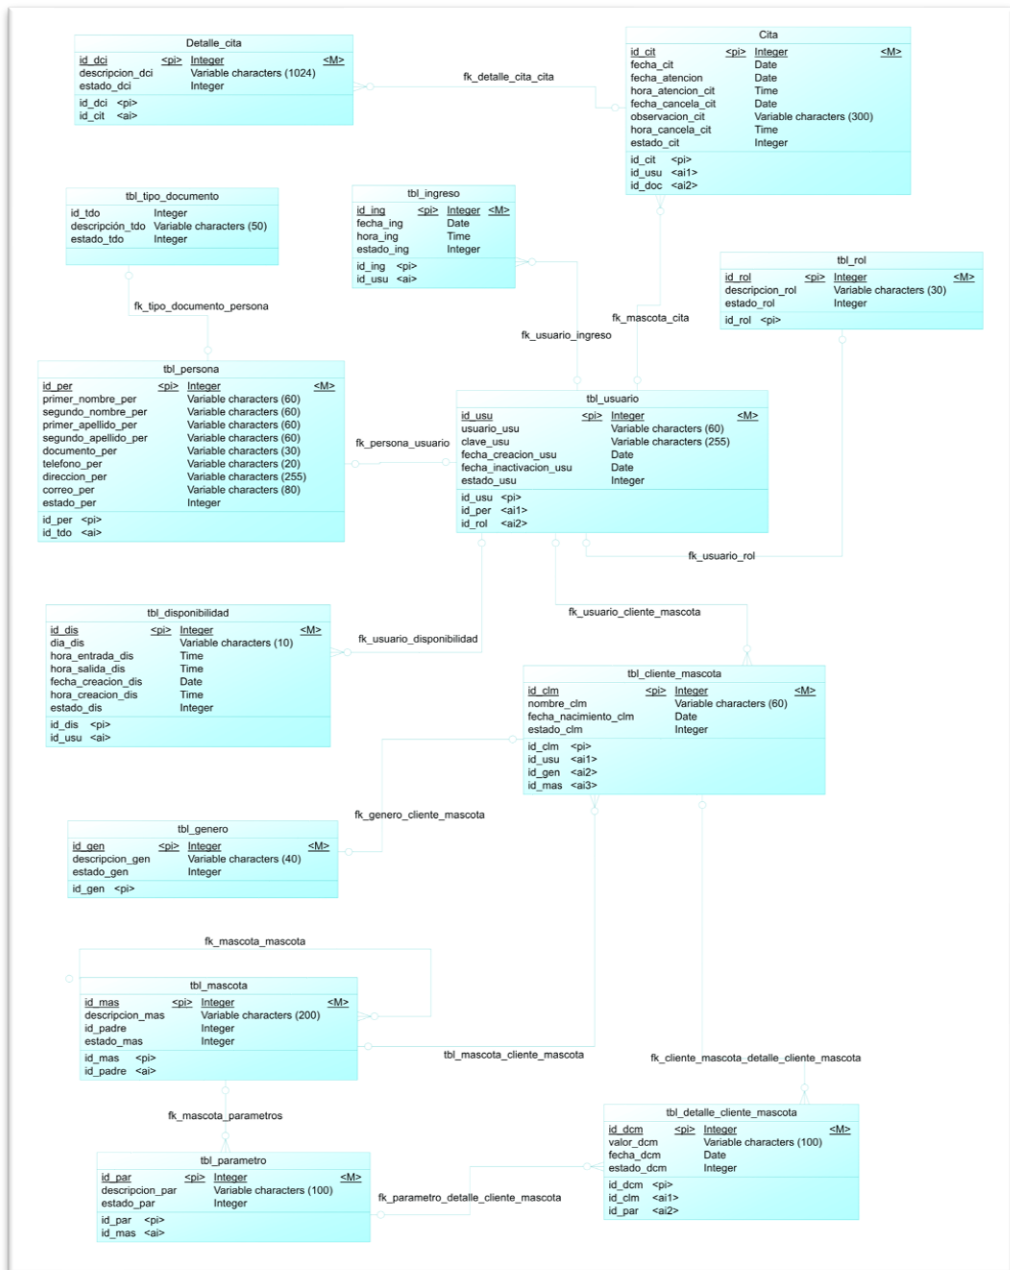 Detalle_cita
id_dci <pi> Integer <M>
descripcion_dci Variable characters (1024)
estado_dci Integer
id_dci <pi>
id_cit <ai>
fk_detalle_cita_cita
Cita
id_cit <pi> Integer <M>
fecha_cit Date
fecha_atencion Date
hora_atencion_cit Time
fecha_cancela_cit Date
observacion_cit Variable characters (300)
hora_cancela_cit Time
estado_cit Integer
id_cit <pi>
id_usu <ai1>
id_doc <ai2>
tbl_tipo_documento
id_tdo Integer
descripción_tdo Variable characters (50)
estado_tdo Integer
tbl_ingreso
id_ing <pi> Integer <M>
fecha_ing Date
hora_ing Time
estado_ing Integer
id_ing <pi>
id_usu <ai>
tbl_rol
id_rol <pi> Integer <M>
descripcion_rol Variable characters (30)
estado_rol Integer
id_rol <pi>
fk_tipo_documento_persona
fk_mascota_cita
fk_usuario_ingreso
tbl_persona
id_per <pi> Integer <M>
primer_nombre_per Variable characters (60)
segundo_nombre_per Variable characters (60)
primer_apellido_per Variable characters (60)
segundo_apellido_per Variable characters (60)
documento_per Variable characters (30)
telefono_per Variable characters (20)
direccion_per Variable characters (255)
correo_per Variable characters (80)
estado_per Integer
id_per <pi>
id_tdo <ai>
fk_persona_usuario
tbl_usuario
id_usu <pi> Integer <M>
usuario_usu Variable characters (60)
clave_usu Variable characters (255)
fecha_creacion_usu Date
fecha_inactivacion_usu Date
estado_usu Integer
id_usu <pi>
id_per <ai1>
id_rol <ai2>
fk_usuario_rol
fk_usuario_cliente_mascota
tbl_disponibilidad
id_dis <pi> Integer <M>
dia_dis Variable characters (10)
hora_entrada_dis Time
hora_salida_dis Time
fecha_creacion_dis Date
hora_creacion_dis Time
estado_dis Integer
id_dis <pi>
id_usu <ai>
fk_usuario_disponibilidad
tbl_cliente_mascota
id_clm <pi> Integer <M>
nombre_clm Variable characters (60)
fecha_nacimiento_clm Date
estado_clm Integer
id_clm <pi>
id_usu <ai1>
id_gen <ai2>
id_mas <ai3>
fk_genero_cliente_mascota
tbl_genero
id_gen <pi> Integer <M>
descripcion_gen Variable characters (40)
estado_gen Integer
id_gen <pi>
fk_mascota_mascota
tbl_mascota
id_mas <pi> Integer <M>
descripcion_mas Variable characters (200)
id_padre Integer
estado_mas Integer
id_mas <pi>
id_padre <ai>
tbl_mascota_cliente_mascota
fk_cliente_mascota_detalle_cliente_mascota
fk_mascota_parametros
tbl_detalle_cliente_mascota
id_dcm <pi> Integer <M>
valor_dcm Variable characters (100)
fecha_dcm Date
estado_dcm Integer
id_dcm <pi>
id_clm <ai1>
id_par <ai2>
tbl_parametro
id_par <pi> Integer <M>
descripcion_par Variable characters (100)
estado_par Integer
id_par <pi>
id_mas <ai>
fk_parametro_detalle_cliente_mascota